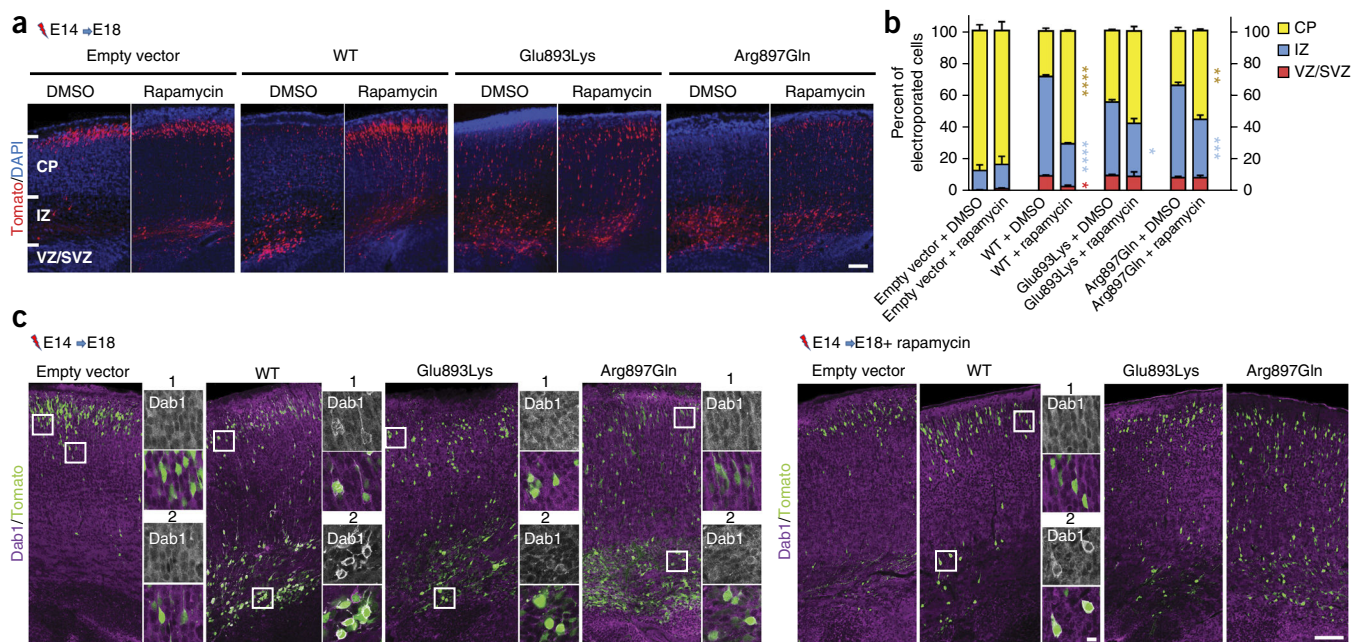 a
E14 E18
Empty vector WT Glu893Lys Arg897Gln
DMSO Rapamycin DMSO Rapamycin DMSO Rapamycin DMSO Rapamycin
Tomato/DAPI
CP
IZ
VZ/SVZ
b
Percent of
electroporated cells
100
80
60
40
20
0
****
****
*
*
**
***
100
80
60
40
20
0
CP
IZ
VZ/SVZ
Empty vector + DMSO
Empty vector + rapamycin
WT + DMSO
WT + rapamycin
Glu893Lys + DMSO
Glu893Lys + rapamycin
Arg897Gln + DMSO
Arg897Gln + rapamycin
c
E14 E18
Empty vector 1 WT 1 Glu893Lys 1 Arg897Gln 1
Dab1 Dab1 Dab1 Dab1
2 2 2 2
Dab1 Dab1 Dab1 Dab1
Dab1/Tomato
E14 E18+ rapamycin
Empty vector WT 1 Glu893Lys Arg897Gln
Dab1
2
Dab1
Dab1/Tomato